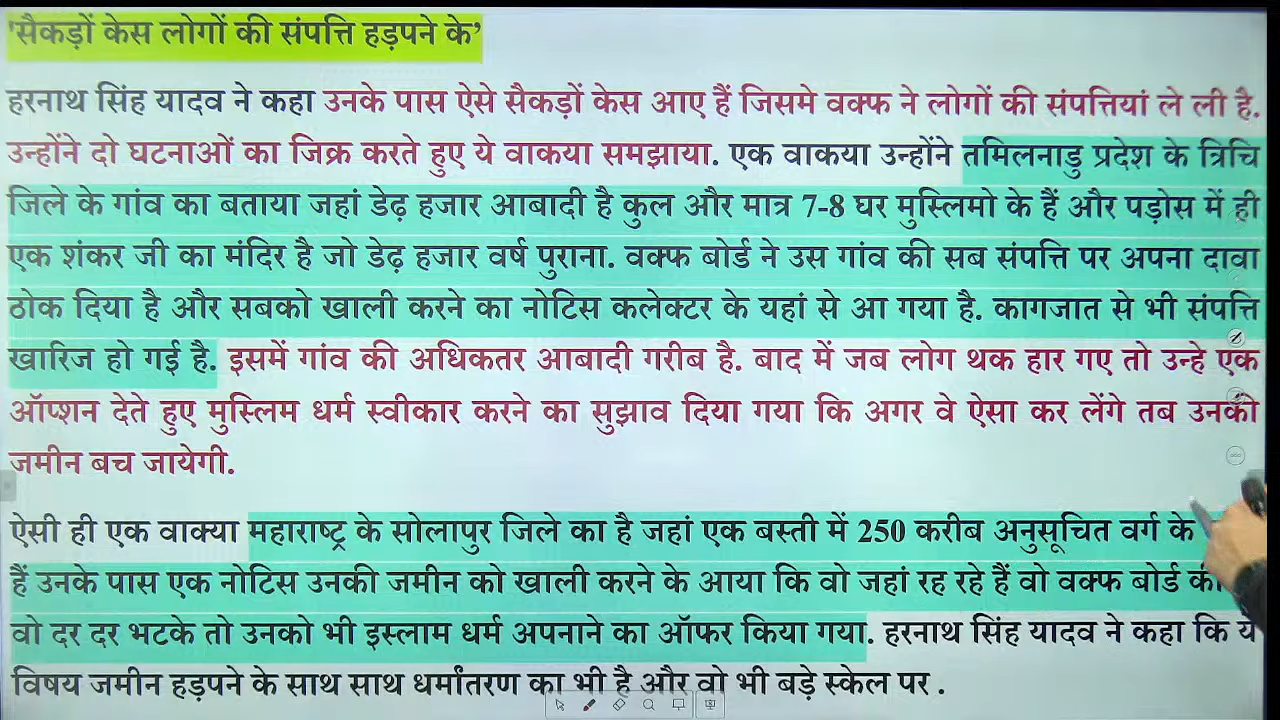 'सैकड़ों केस लोगों की संपत्ति हड़पने के’
हरनाथ सिंह यादव ने कहा उनके पास ऐसे सैकड़ों केस आए हैं जिसमे वक्फ ने लोगों की संपत्तियां ले ली है.
उन्होंने दो घटनाओं का जिक्र करते हुए ये वाकया समझाया. एक वाकया उन्होंने तमिलनाडु प्रदेश के त्रिचि
जिले के गांव का बताया जहां डेढ़ हजार आबादी है कुल और मात्र 7-8 घर मुस्लिमो के हैं और पड़ोस में ही
एक शंकर जी का मंदिर है जो डेढ़ हजार वर्ष पुराना. वक्फ बोर्ड ने उस गांव की सब संपत्ति पर अपना दावा
ठोक दिया है और सबको खाली करने का नोटिस कलेक्टर के यहां से आ गया है. कागजात से भी संपत्ति
खारिज हो गई है. इसमें गांव की अधिकतर आबादी गरीब है. बाद में जब लोग थक हार गए तो उन्हे एक
ऑप्शन देते हुए मुस्लिम धर्म स्वीकार करने का सुझाव दिया गया कि अगर वे ऐसा कर लेंगे तब उनकी
जमीन बच जायेगी.
ऐसी ही एक वाक्या महाराष्ट्र के सोलापुर जिले का है जहां एक बस्ती में 250 करीब अनुसूचित वर्ग के
हैं उनके पास एक नोटिस उनकी जमीन को खाली करने के आया कि वो जहां रह रहे हैं वो वक्फ बोर्ड की
वो दर दर भटके तो उनको भी इस्लाम धर्म अपनाने का ऑफर किया गया. हरनाथ सिंह यादव ने कहा कि ये
विषय जमीन हड़पने के साथ साथ धर्मांतरण का भी है और वो भी बड़े स्केल पर .